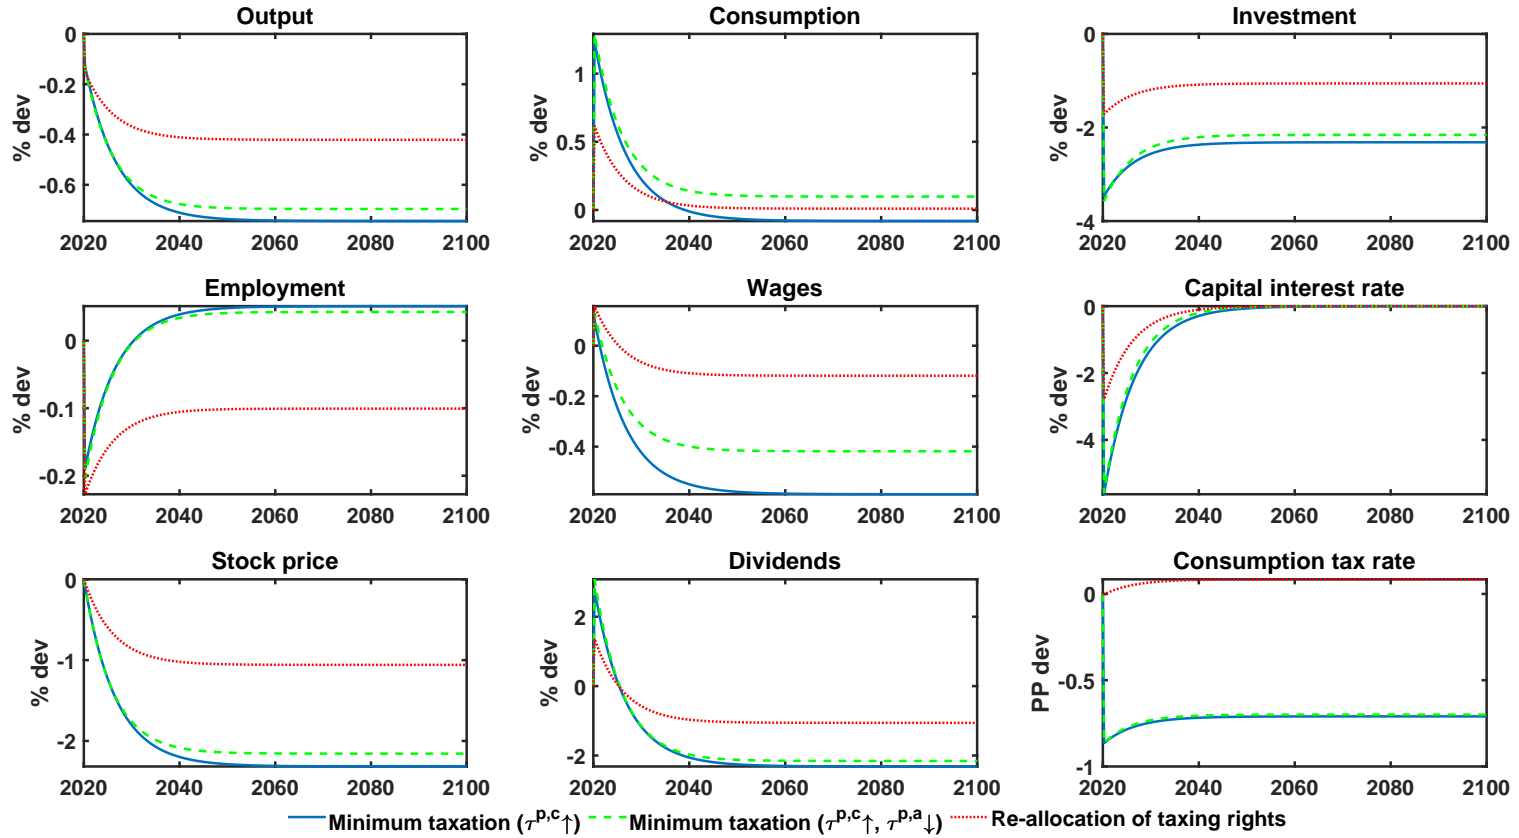 Output
Consumption
Investment
0
-0.2
-0.4
-0.6
% dev
2020 2040 2060 2080 2100
1
0.5
0
% dev
2020 2040 2060 2080 2100
0
-2
-4
% dev
2020 2040 2060 2080 2100
Employment
Wages
Capital interest rate
0
-0.1
-0.2
% dev
2020 2040 2060 2080 2100
0
-0.2
-0.4
% dev
2020 2040 2060 2080 2100
0
-2
-4
% dev
2020 2040 2060 2080 2100
Stock price
Dividends
Consumption tax rate
0
-1
-2
% dev
2020 2040 2060 2080 2100
2
0
-2
% dev
2020 2040 2060 2080 2100
0
-0.5
-1
PP dev
2020 2040 2060 2080 2100
Minimum taxation (τ^p,c↑) Minimum taxation (τ^p,c↑, τ^p,a↓) Re-allocation of taxing rights